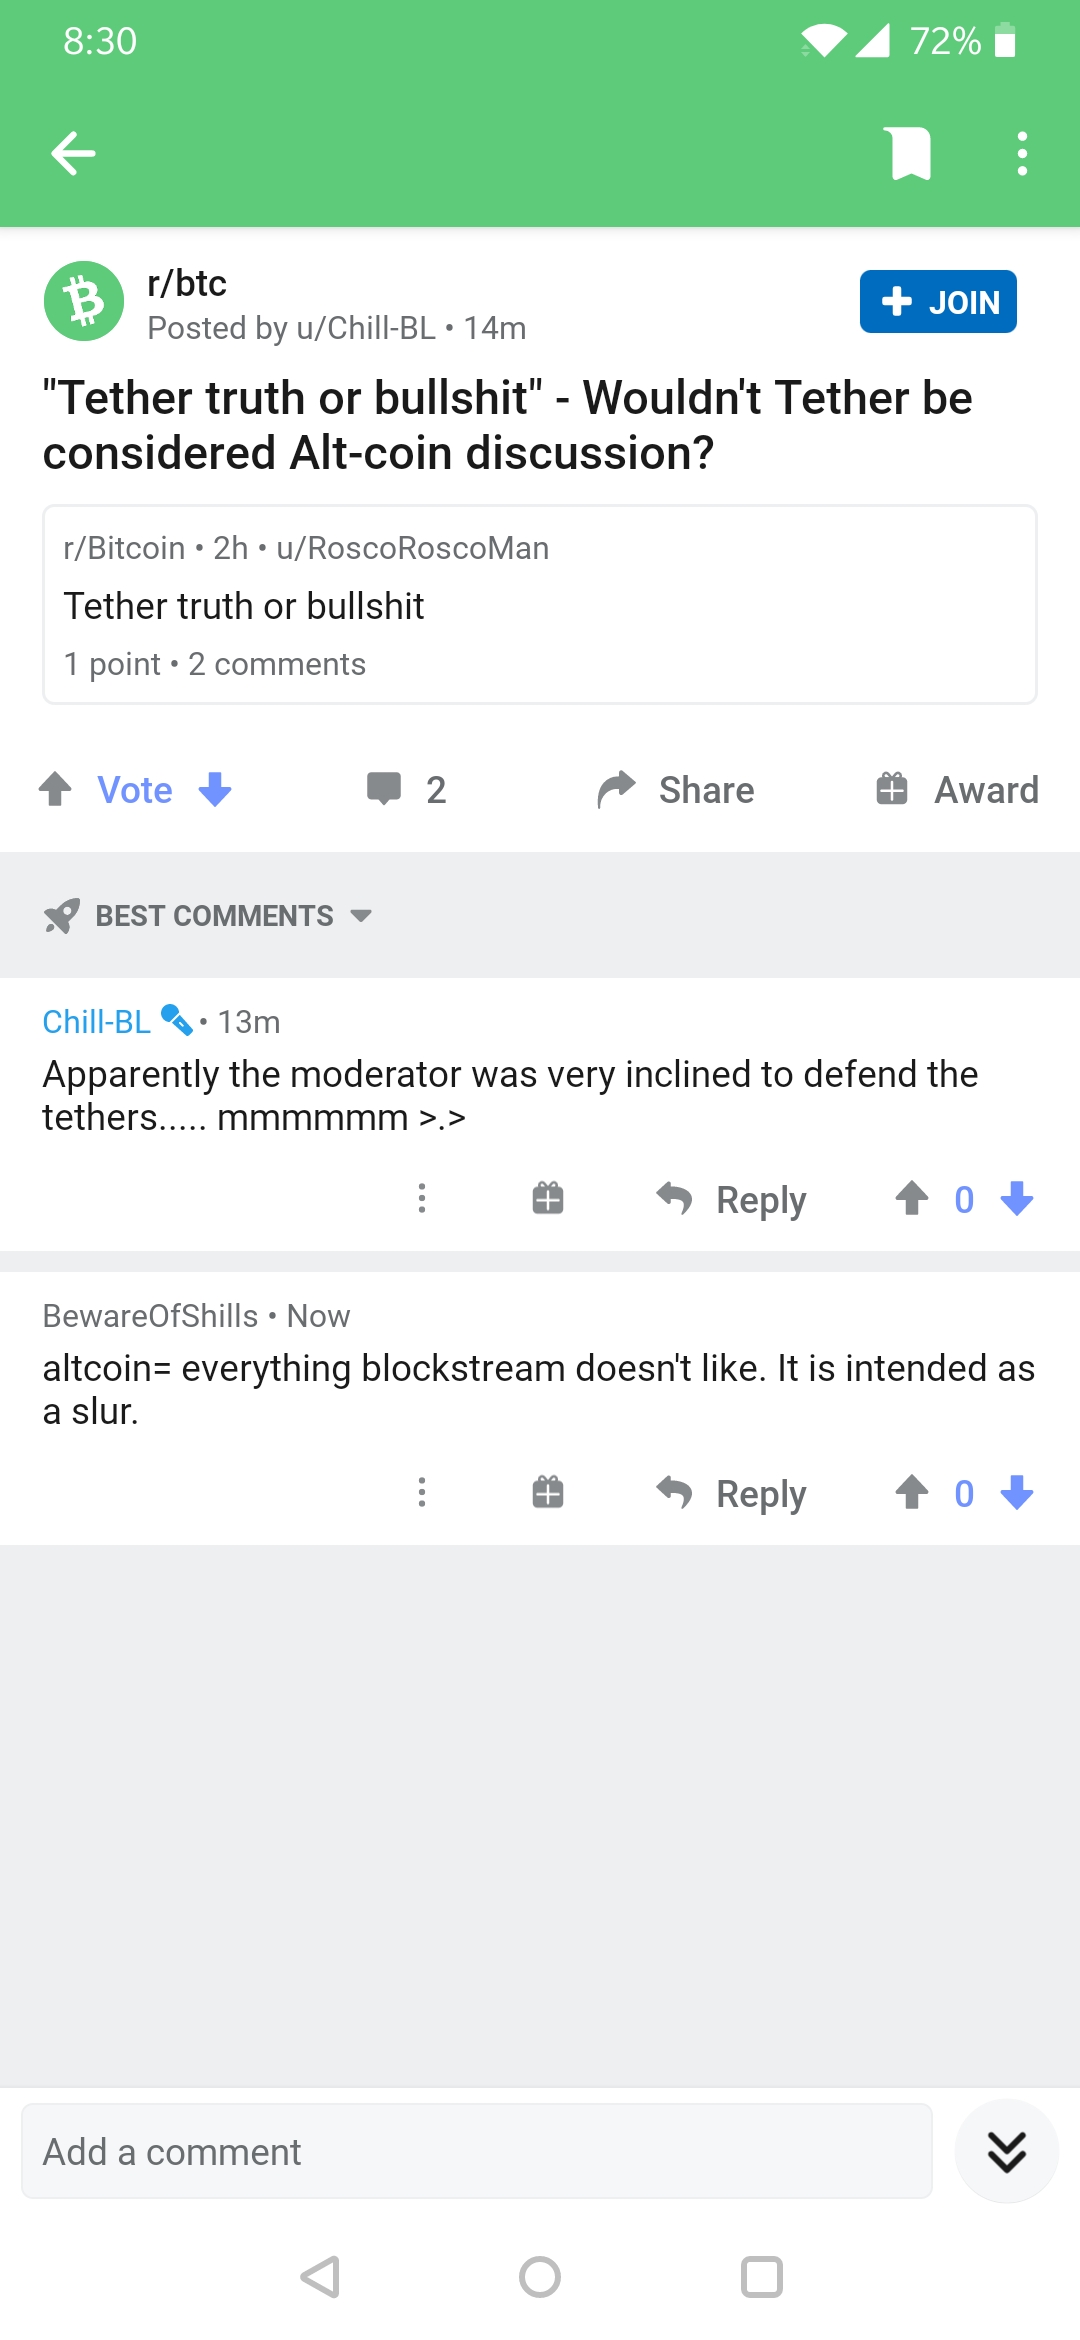 8:30
72%
r/btc
Posted by u/Chill-BL • 14m
JOIN
"Tether truth or bullshit" - Wouldn't Tether be
considered Alt-coin discussion?
r/Bitcoin • 2h • u/RoscoRoscoMan
Tether truth or bullshit
1 point • 2 comments
Vote
2
Share
Award
BEST COMMENTS
Chill-BL • 13m
Apparently the moderator was very inclined to defend the
tethers..... mmmmmm >.>
Reply
0
BewareOfShills • Now
altcoin= everything blockstream doesn't like. It is intended as
a slur.
Reply
0
Add a comment